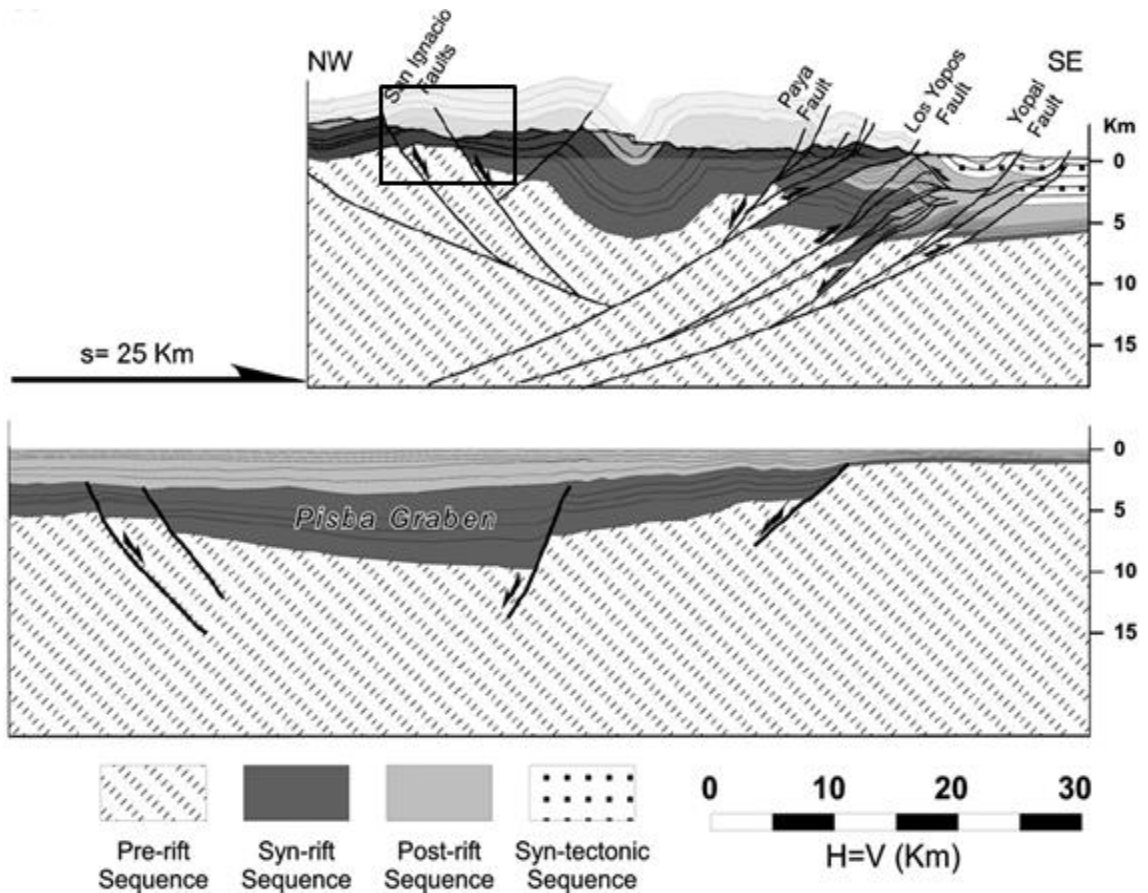 NW
San Ignacio
Faults
Paya
Fault
Los Yopos
Fault
Yopal
Fault
SE
Km
0
5
10
15
s= 25 Km
0
Pisba Graben
5
10
15
0 10 20 30
H=V (Km)
Pre-rift
Sequence
Syn-rift
Sequence
Post-rift
Sequence
Syn-tectonic
Sequence